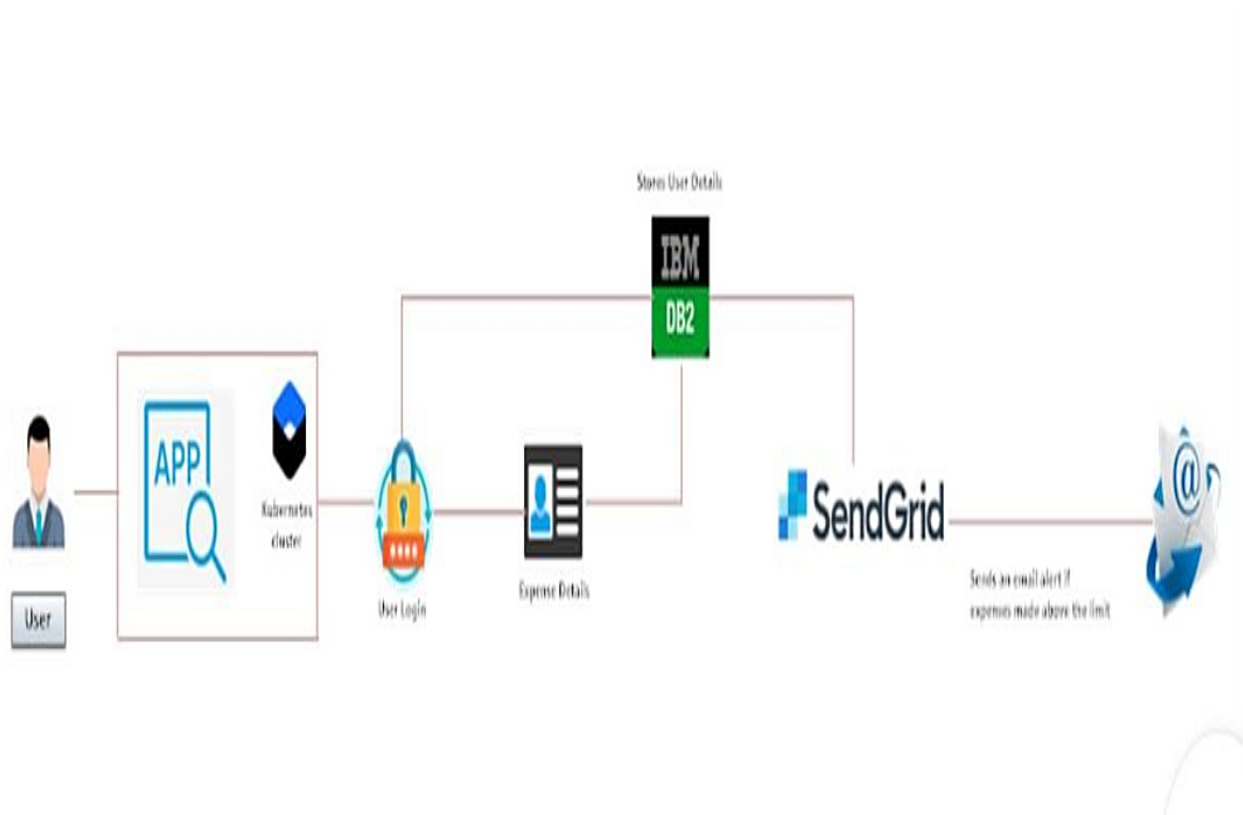 Stores User Details
IBM
DB2
APP
Kubernetes
cluster
User
User Login
Expense Details
SendGrid
@
Sends an email alert if
expenses made above the limit